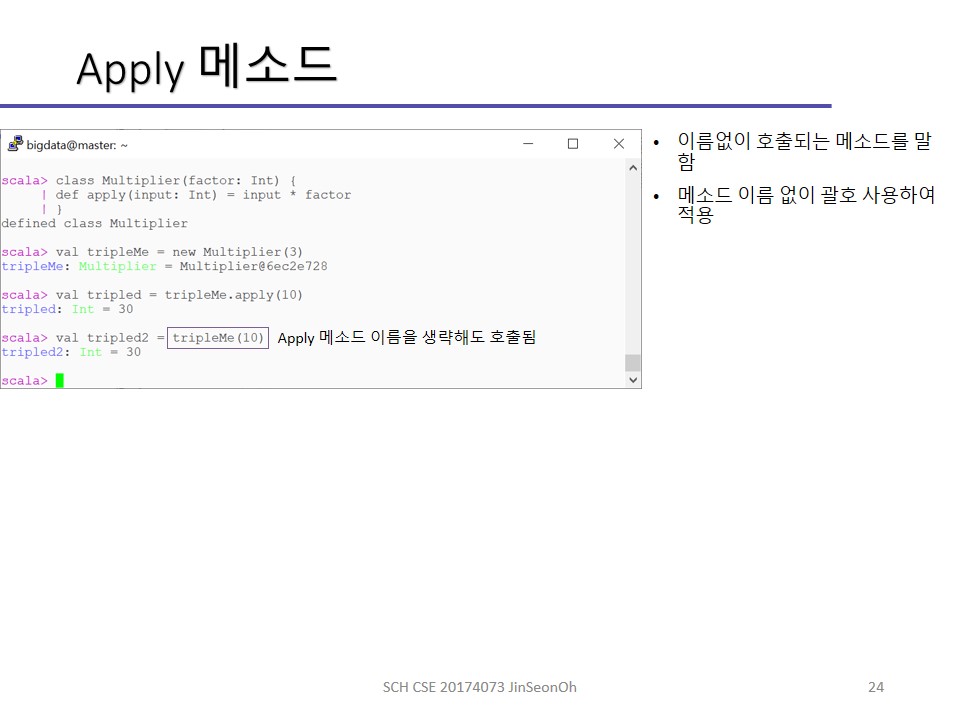 Apply 메소드
bigdata@master: ~
scala> class Multiplier(factor: Int) {
     | def apply(input: Int) = input * factor
     | }
defined class Multiplier
scala> val tripleMe = new Multiplier(3)
tripleMe: Multiplier = Multiplier@6ec2e728
scala> val tripled = tripleMe.apply(10)
tripled: Int = 30
scala> val tripled2 = tripleMe(10) Apply 메소드 이름을 생략해도 호출됨
tripled2: Int = 30
scala>
• 이름없이 호출되는 메소드를 말
함
• 메소드 이름 없이 괄호 사용하여
적용
SCH CSE 20174073 JinSeonOh
24